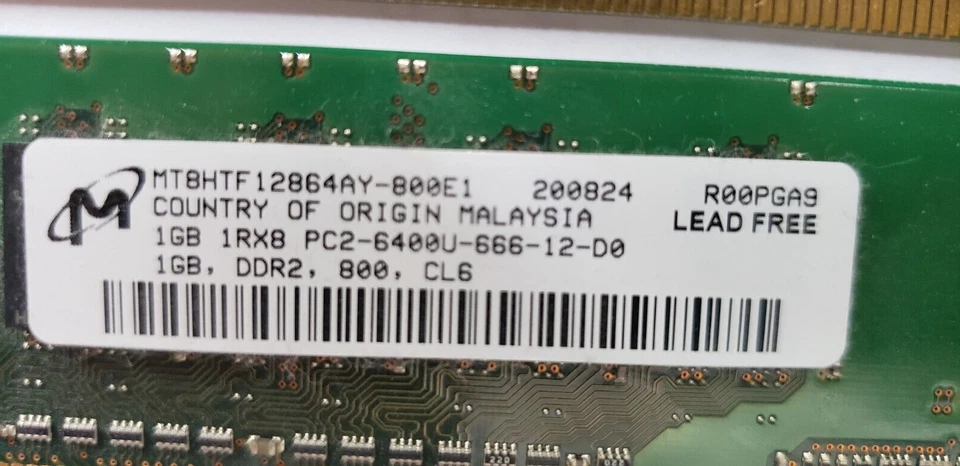 MT8HTF12864AY-800E1 200824 R00PGA9
COUNTRY OF ORIGIN MALAYSIA LEAD FREE
1GB 1RX8 PC2-6400U-666-12-D0
1GB, DDR2, 800, CL6
220